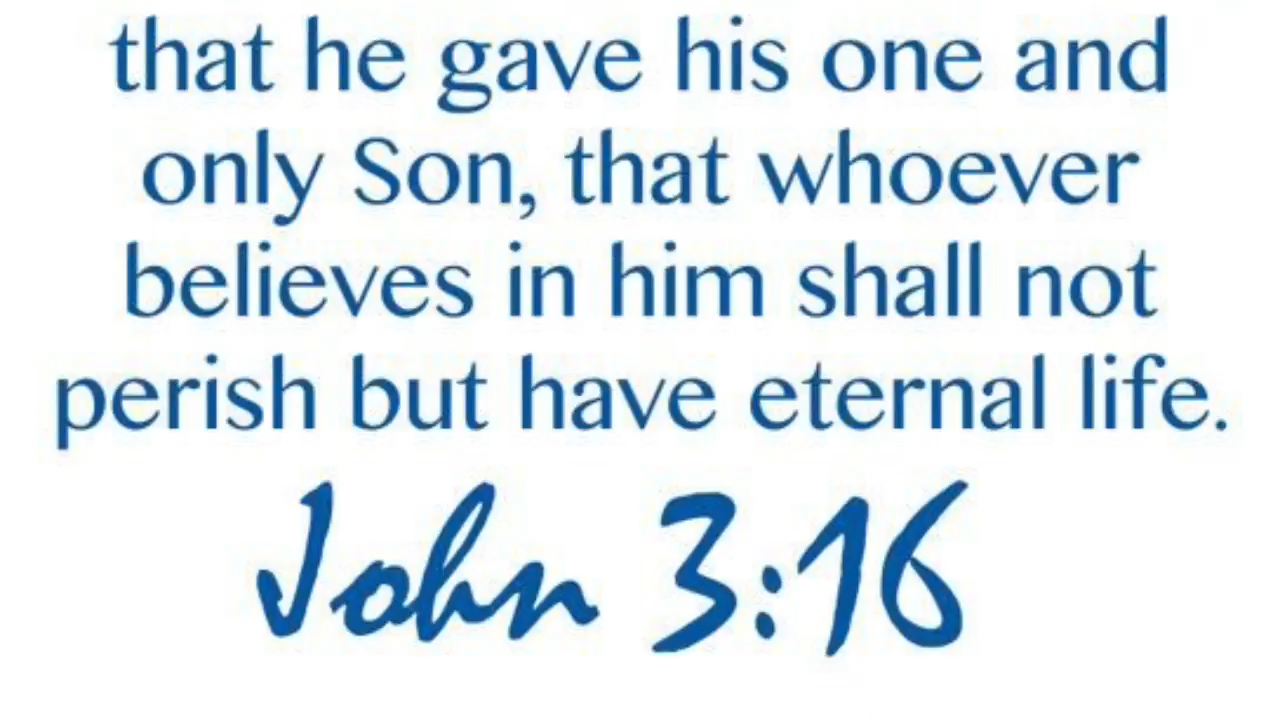 that he gave his one and
only Son, that whoever
believes in him shall not
perish but have eternal life.
John 3:16